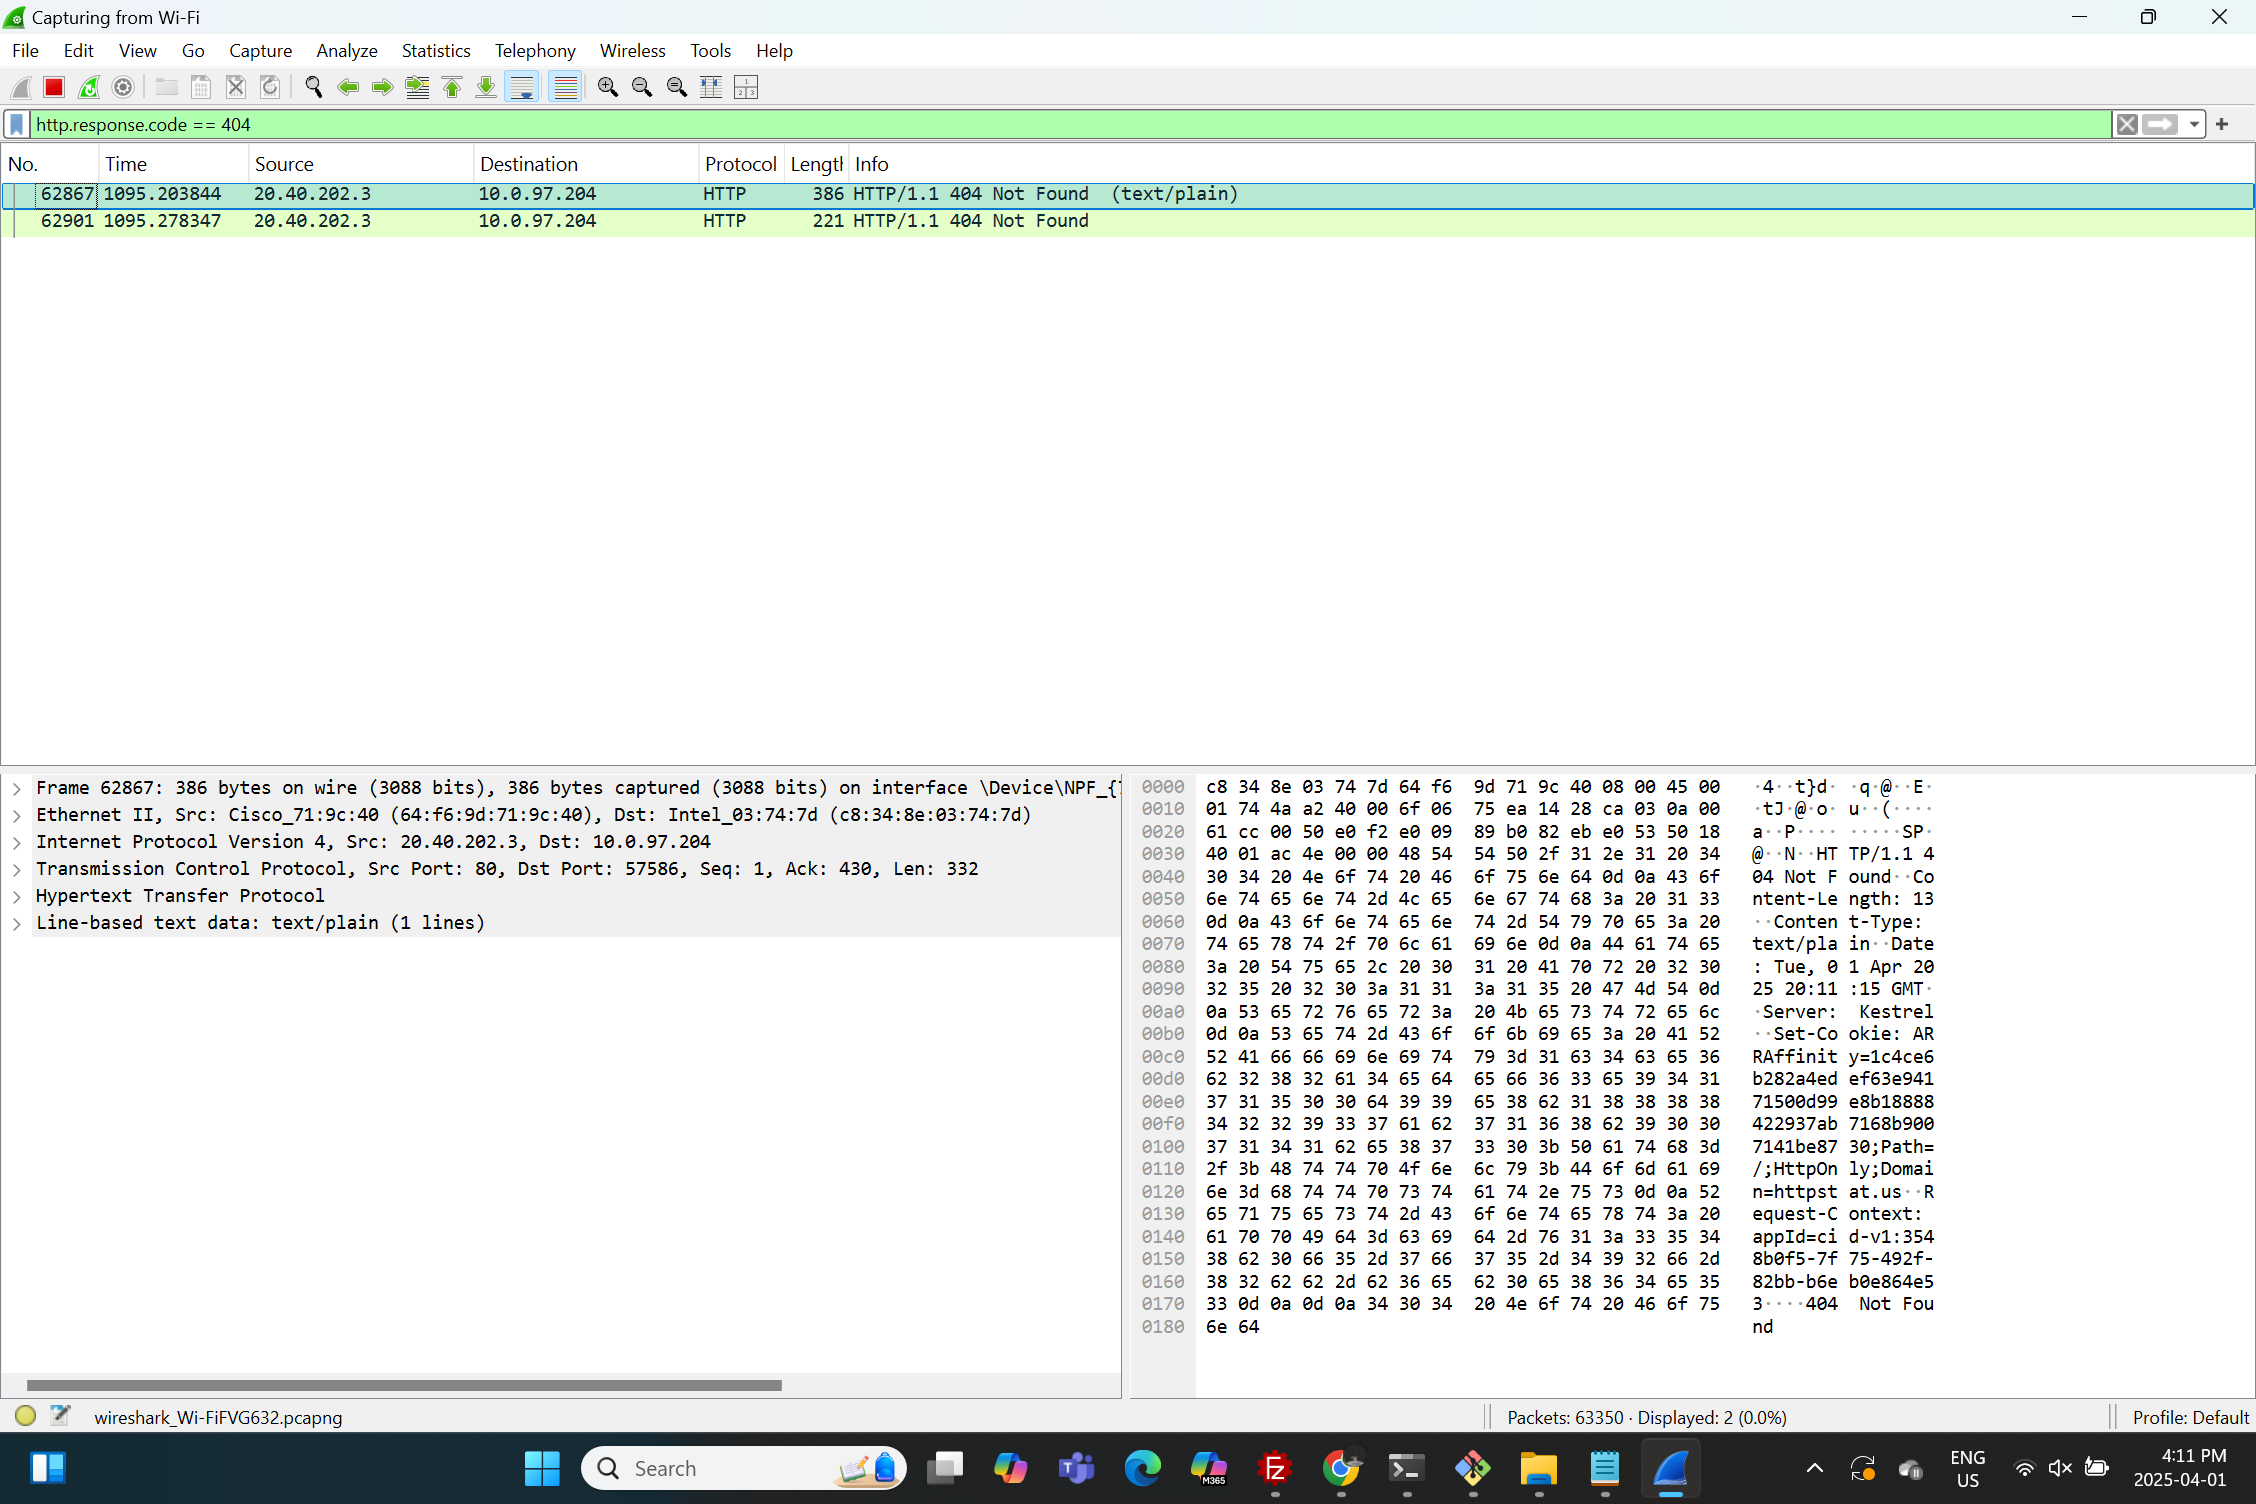 Capturing from Wi-Fi
File Edit View Go Capture Analyze Statistics Telephony Wireless Tools Help
http.response.code == 404
No. Time Source Destination Protocol Length Info
62867 1095.203844 20.40.202.3 10.0.97.204 HTTP 386 HTTP/1.1 404 Not Found (text/plain)
62901 1095.278347 20.40.202.3 10.0.97.204 HTTP 221 HTTP/1.1 404 Not Found
Frame 62867: 386 bytes on wire (3088 bits), 386 bytes captured (3088 bits) on interface \Device\NPF_{
Ethernet II, Src: Cisco_71:9c:40 (64:f6:9d:71:9c:40), Dst: Intel_03:74:7d (c8:34:8e:03:74:7d)
Internet Protocol Version 4, Src: 20.40.202.3, Dst: 10.0.97.204
Transmission Control Protocol, Src Port: 80, Dst Port: 57586, Seq: 1, Ack: 430, Len: 332
Hypertext Transfer Protocol
Line-based text data: text/plain (1 lines)
0000 c8 34 8e 03 74 7d 64 f6 9d 71 9c 40 08 00 45 00 ·4··t}d· ·q·@··E·
0010 01 74 4a a2 40 00 6f 06 75 ea 14 28 ca 03 0a 00 ·tJ·@·o· u··(····
0020 61 cc 00 50 e0 f2 e0 09 89 b0 82 eb e0 53 50 18 a··P···· ·····SP·
0030 40 01 ac 4e 00 00 48 54 54 50 2f 31 2e 31 20 34 @··N··HT TP/1.1 4
0040 30 34 20 4e 6f 74 20 46 6f 75 6e 64 0d 0a 43 6f 04 Not F ound··Co
0050 6e 74 65 6e 74 2d 4c 65 6e 67 74 68 3a 20 31 33 ntent-Le ngth: 13
0060 0d 0a 43 6f 6e 74 65 6e 74 2d 54 79 70 65 3a 20 ··Conten t-Type: 
0070 74 65 78 74 2f 70 6c 61 69 6e 0d 0a 44 61 74 65 text/pla in··Date
0080 3a 20 54 75 65 2c 20 30 31 20 41 70 72 20 32 30 : Tue, 0 1 Apr 20
0090 32 35 20 32 30 3a 31 31 3a 31 35 20 47 4d 54 0d 25 20:11 :15 GMT·
00a0 0a 53 65 72 76 65 72 3a 20 4b 65 73 74 72 65 6c ·Server: Kestrel
00b0 0d 0a 53 65 74 2d 43 6f 6f 6b 69 65 3a 20 41 52 ··Set-Co okie: AR
00c0 52 41 66 66 69 6e 69 74 79 3d 31 63 34 63 65 36 RAffinit y=1c4ce6
00d0 62 32 38 32 61 34 65 64 65 66 36 33 65 39 34 31 b282a4ed ef63e941
00e0 37 31 35 30 30 64 39 39 65 38 62 31 38 38 38 38 71500d99 e8b18888
00f0 34 32 32 39 33 37 61 62 37 31 36 38 62 39 30 30 422937ab 7168b900
0100 37 31 34 31 62 65 38 37 33 30 3b 50 61 74 68 3d 7141be87 30;Path=
0110 2f 3b 48 74 74 70 4f 6e 6c 79 3b 44 6f 6d 61 69 /;HttpOn ly;Domai
0120 6e 3d 68 74 74 70 73 74 61 74 2e 75 73 0d 0a 52 n=httpst at.us··R
0130 65 71 75 65 73 74 2d 43 6f 6e 74 65 78 74 3a 20 equest-C ontext: 
0140 61 70 70 49 64 3d 63 69 64 2d 76 31 3a 33 35 34 appId=ci d-v1:354
0150 38 62 30 66 35 2d 37 66 37 35 2d 34 39 32 66 2d 8b0f5-7f 75-492f-
0160 38 32 62 62 2d 62 36 65 62 30 65 38 36 34 65 35 82bb-b6e b0e864e5
0170 33 0d 0a 0d 0a 34 30 34 20 4e 6f 74 20 46 6f 75 3····404 Not Fou
0180 6e 64 nd
wireshark_Wi-FiFVG632.pcapng Packets: 63350 · Displayed: 2 (0.0%) Profile: Default
Search M365 ENG US 4:11 PM
2025-04-01